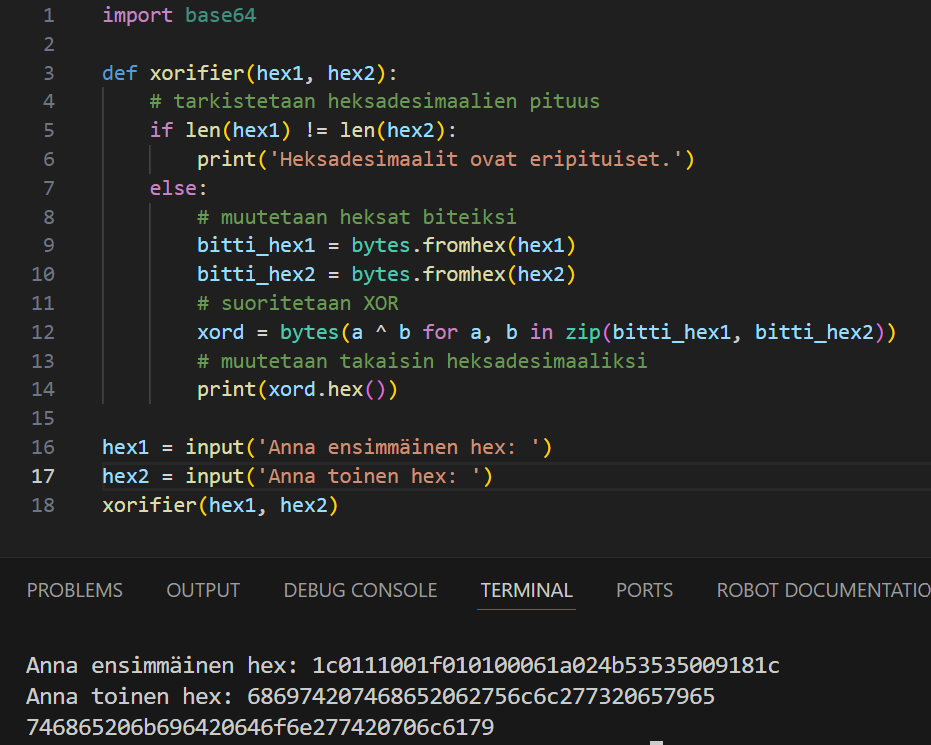 1 import base64
2
3 def xorifier(hex1, hex2):
4     # tarkistetaan heksadesimaalien pituus
5     if len(hex1) != len(hex2):
6         print('Heksadesimaalit ovat eripituiset.')
7     else:
8         # muutetaan heksat biteiksi
9         bitti_hex1 = bytes.fromhex(hex1)
10         bitti_hex2 = bytes.fromhex(hex2)
11         # suoritetaan XOR
12         xord = bytes(a ^ b for a, b in zip(bitti_hex1, bitti_hex2))
13         # muutetaan takaisin heksadesimaaliksi
14         print(xord.hex())
15
16 hex1 = input('Anna ensimmäinen hex: ')
17 hex2 = input('Anna toinen hex: ')
18 xorifier(hex1, hex2)
PROBLEMS OUTPUT DEBUG CONSOLE TERMINAL PORTS ROBOT DOCUMENTATIO
Anna ensimmäinen hex: 1c0111001f010100061a024b53535009181c
Anna toinen hex: 686974207468652062756c6c277320657965
746865206b696420646f6e277420706c6179